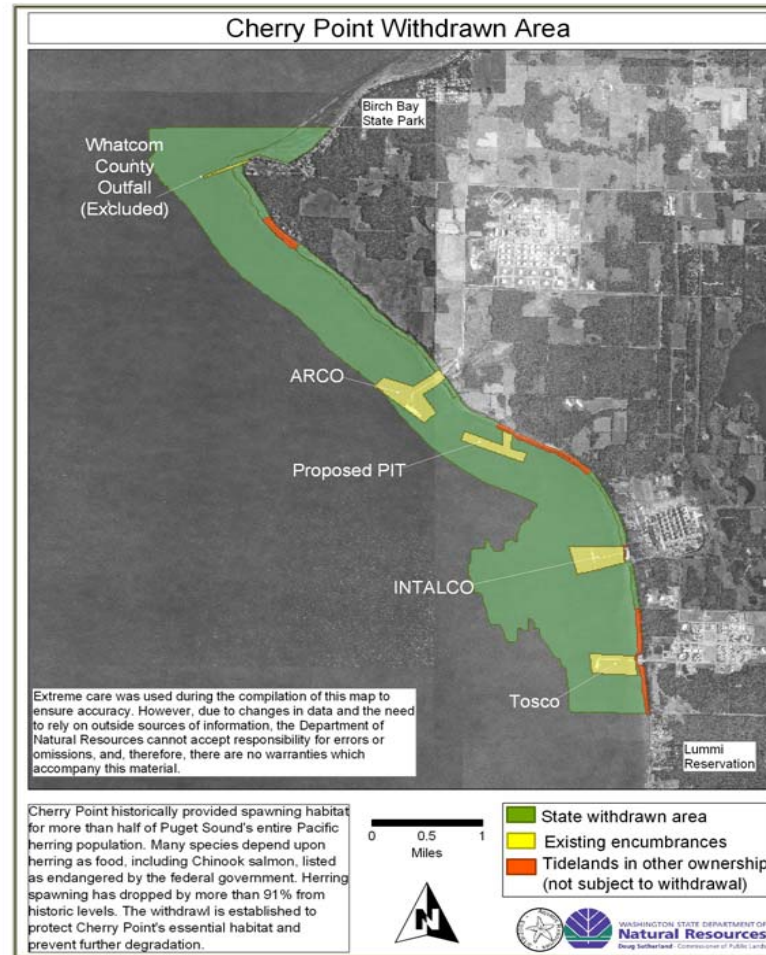 Cherry Point Withdrawn Area
Birch Bay
State Park
Whatcom
County
Outfall
(Excluded)
ARCO
Proposed PIT
INTALCO
Tosco
Extreme care was used during the compilation of this map to
ensure accuracy. However, due to changes in data and the need
to rely on outside sources of information, the Department of
Natural Resources cannot accept responsibility for errors or
omissions, and, therefore, there are no warranties which
accompany this material.
Lummi
Reservation
Cherry Point historically provided spawning habitat
for more than half of Puget Sound's entire Pacific
herring population. Many species depend upon
herring as food, including Chinook salmon, listed
as endangered by the federal government. Herring
spawning has dropped by more than 91% from
historic levels. The withdrawl is established to
protect Cherry Point's essential habitat and
prevent further degradation.
0 0.5 1
Miles
N
State withdrawn area
Existing encumbrances
Tidelands in other ownership
(not subject to withdrawal)
WASHINGTON STATE DEPARTMENT OF
Natural Resources
Doug Sutherland - Commissioner of Public Lands